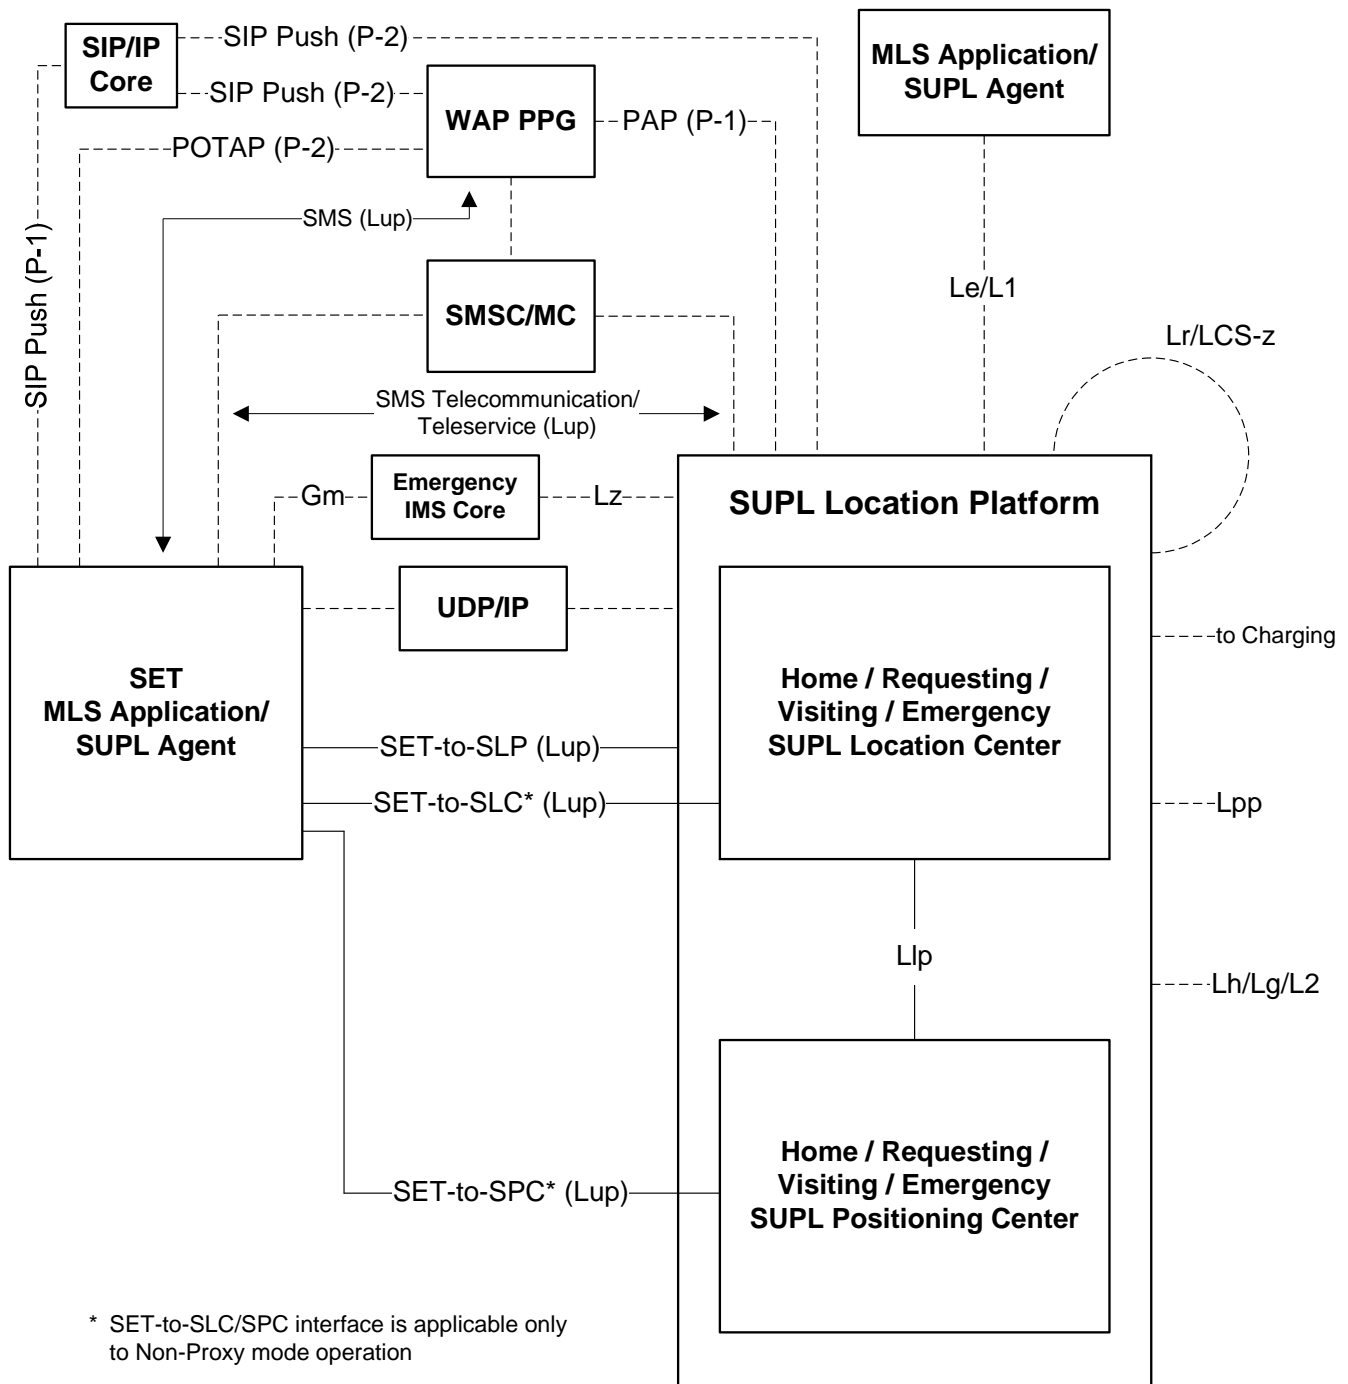 SIP/IP
Core
SIP Push (P-2)
SIP Push (P-2)
MLS Application/
SUPL Agent
WAP PPG
PAP (P-1)
POTAP (P-2)
SMS (Lup)
SIP Push (P-1)
SMSC/MC
Le/L1
Lr/LCS-z
SMS Telecommunication/
Teleservice (Lup)
Gm
Emergency
IMS Core
Lz
SUPL Location Platform
UDP/IP
to Charging
SET
MLS Application/
SUPL Agent
Home / Requesting /
Visiting / Emergency
SUPL Location Center
SET-to-SLP (Lup)
SET-to-SLC* (Lup)
Lpp
Llp
Lh/Lg/L2
Home / Requesting /
Visiting / Emergency
SUPL Positioning Center
SET-to-SPC* (Lup)
* SET-to-SLC/SPC interface is applicable only
to Non-Proxy mode operation